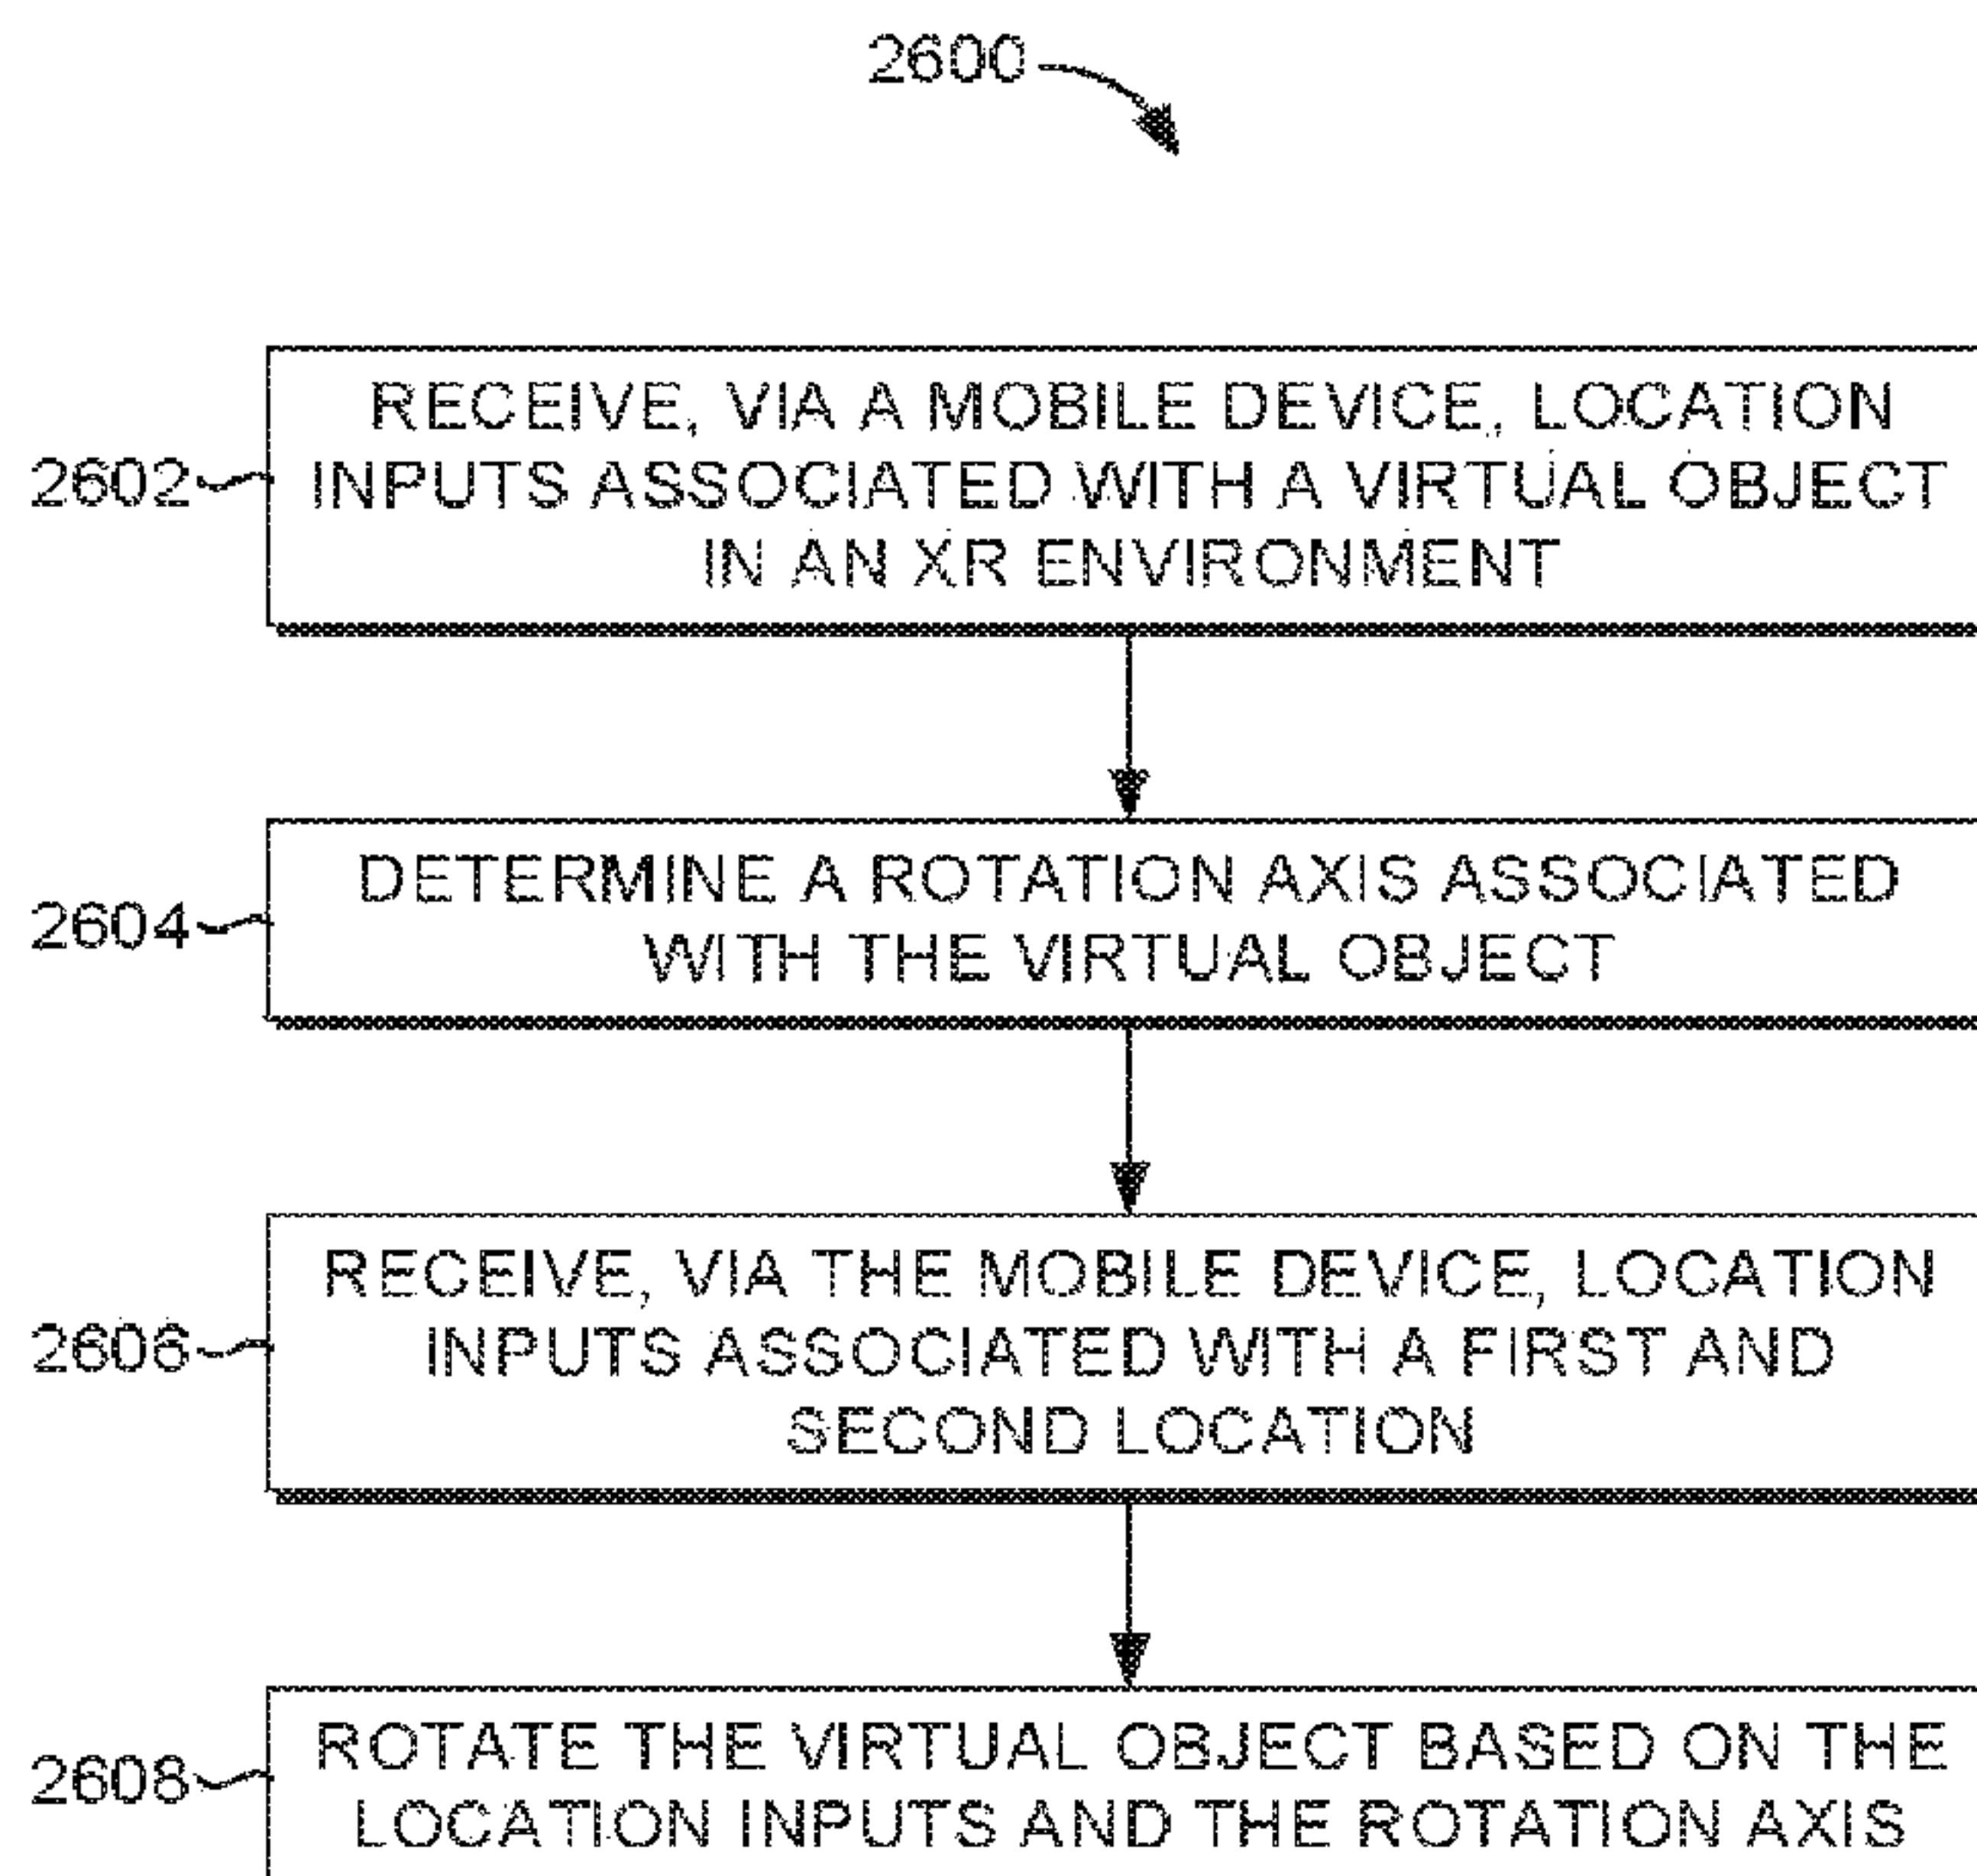 2600
RECEIVE, VIA A MOBILE DEVICE, LOCATION
2602 INPUTS ASSOCIATED WITH A VIRTUAL OBJECT
IN AN XR ENVIRONMENT
DETERMINE A ROTATION AXIS ASSOCIATED
2604 WITH THE VIRTUAL OBJECT
RECEIVE, VIA THE MOBILE DEVICE, LOCATION
2606 INPUTS ASSOCIATED WITH A FIRST AND
SECOND LOCATION
ROTATE THE VIRTUAL OBJECT BASED ON THE
2608 LOCATION INPUTS AND THE ROTATION AXIS